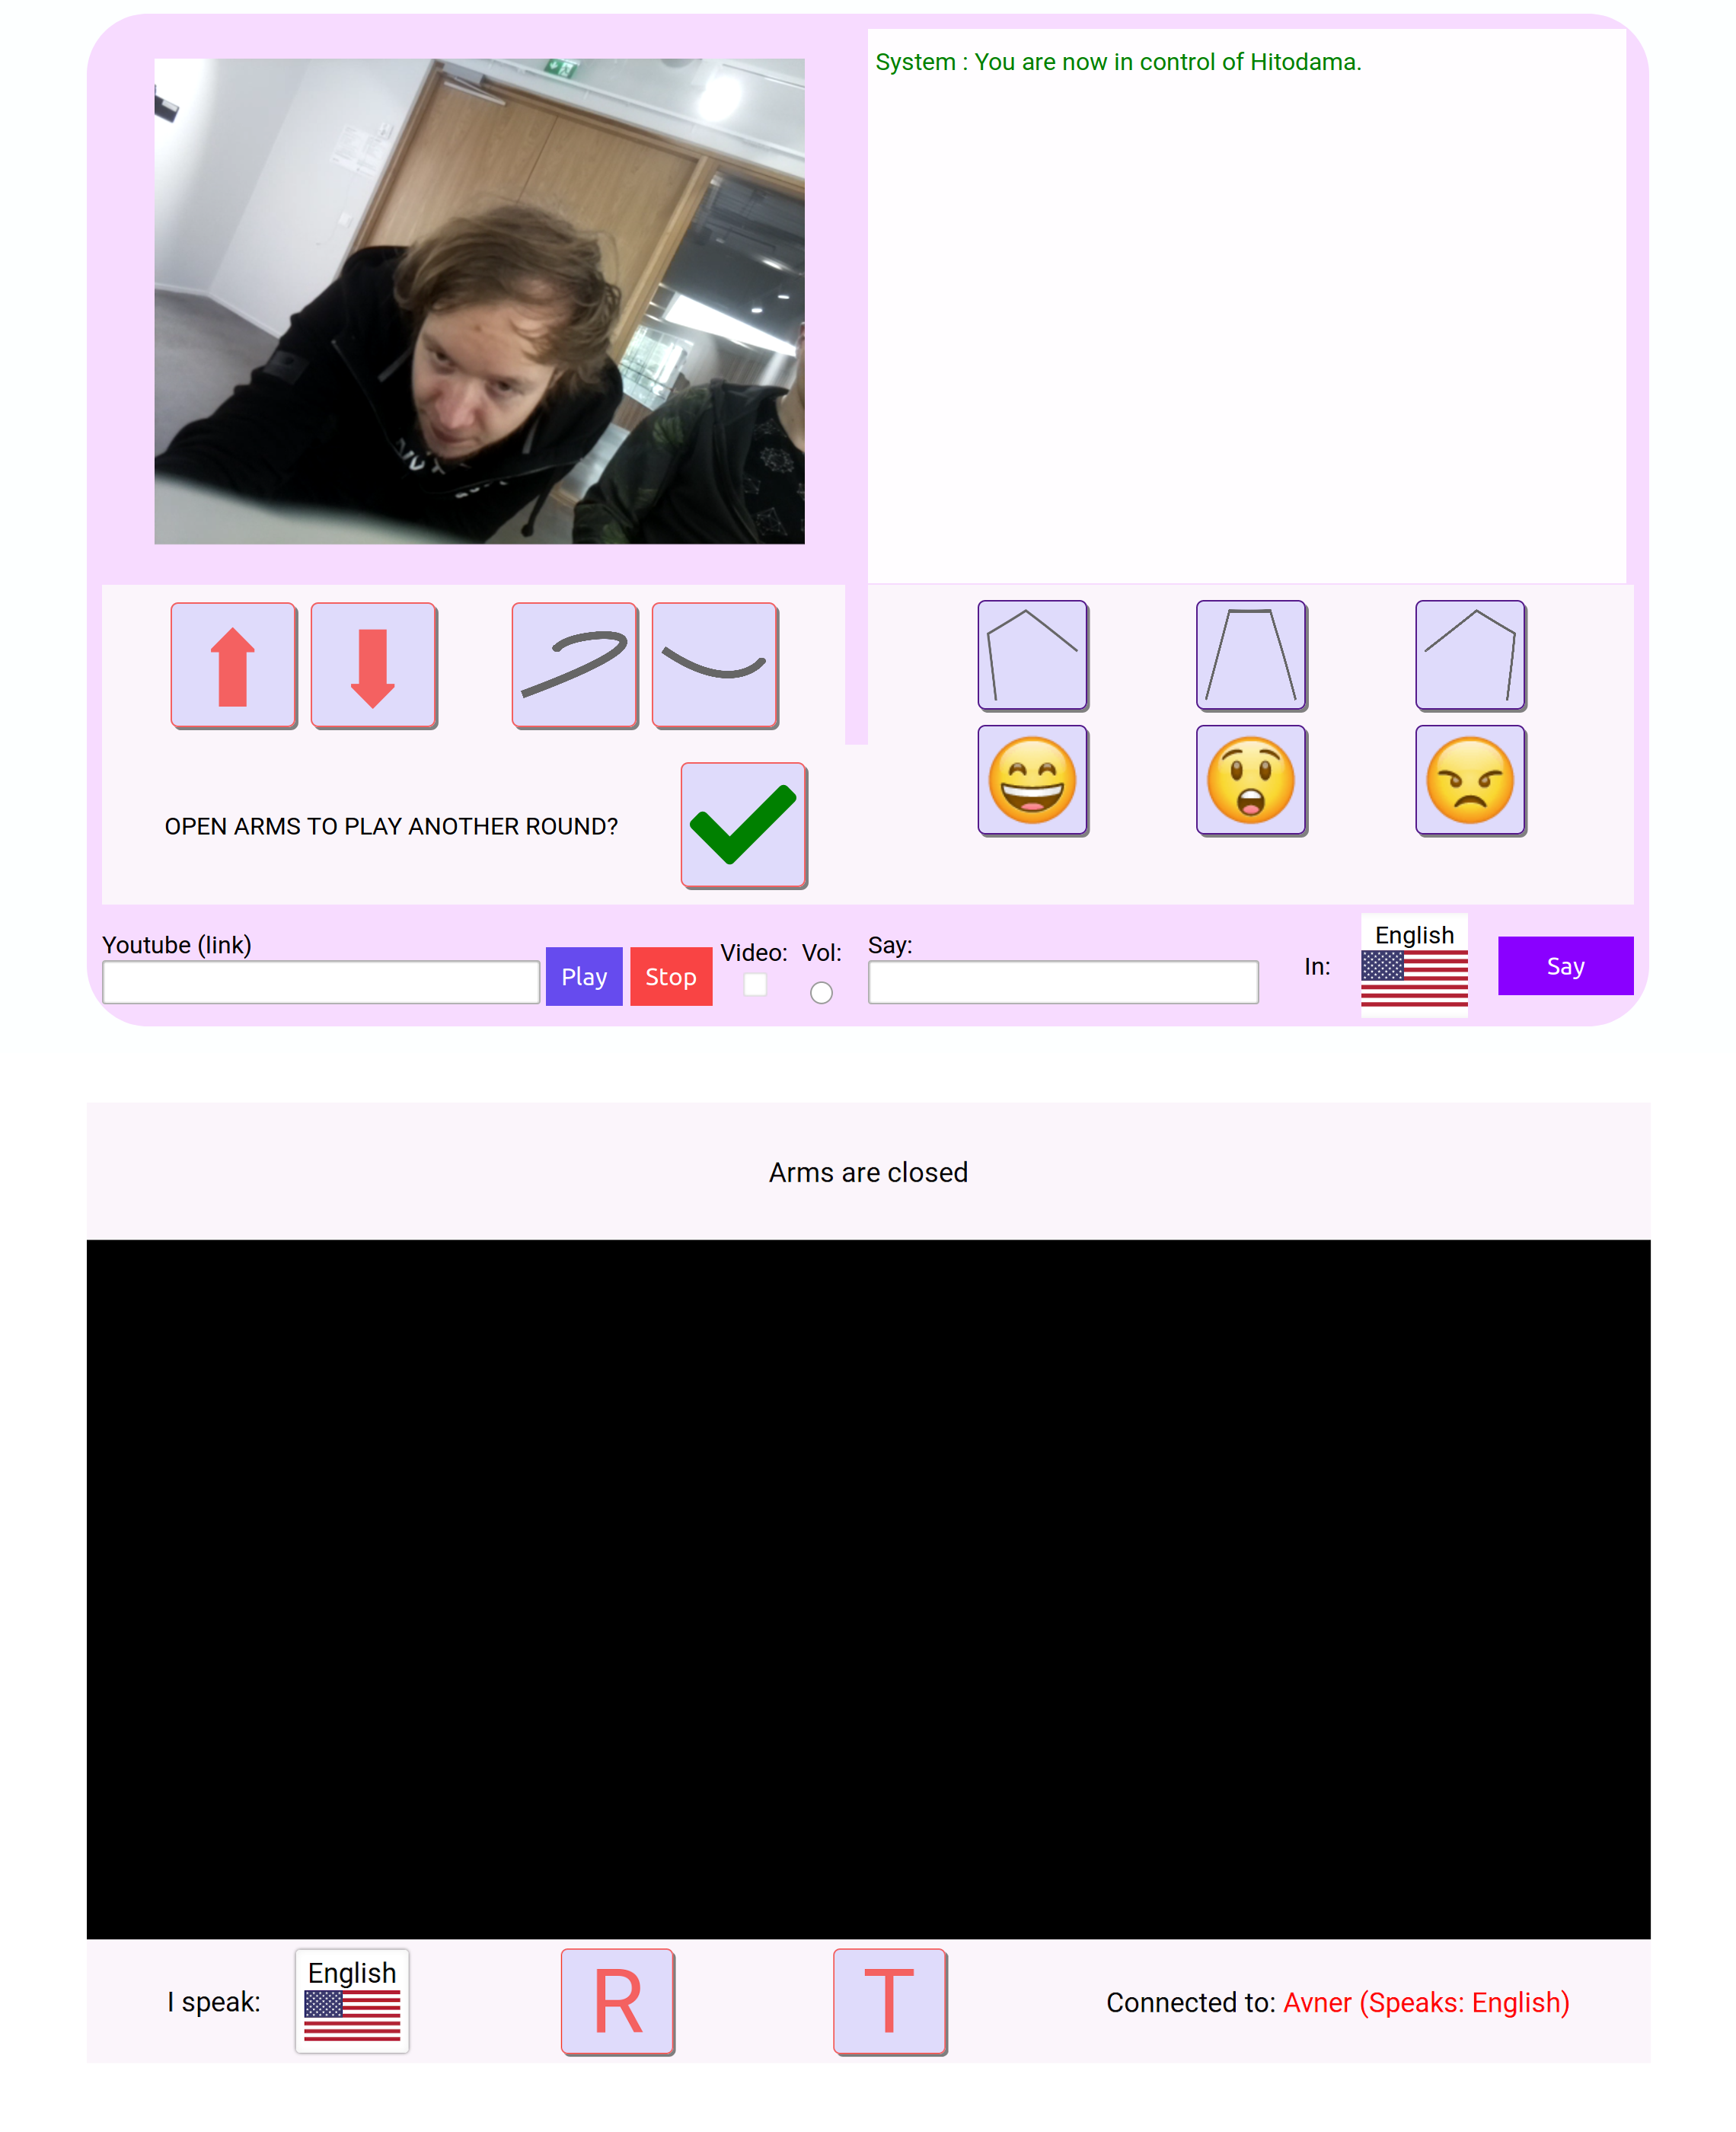 System : You are now in control of Hitodama.
OPEN ARMS TO PLAY ANOTHER ROUND?
Youtube (link)
Play
Stop
Video:
Vol:
Say:
In:
English
Say
Arms are closed
I speak:
English
R
T
Connected to: Avner (Speaks: English)